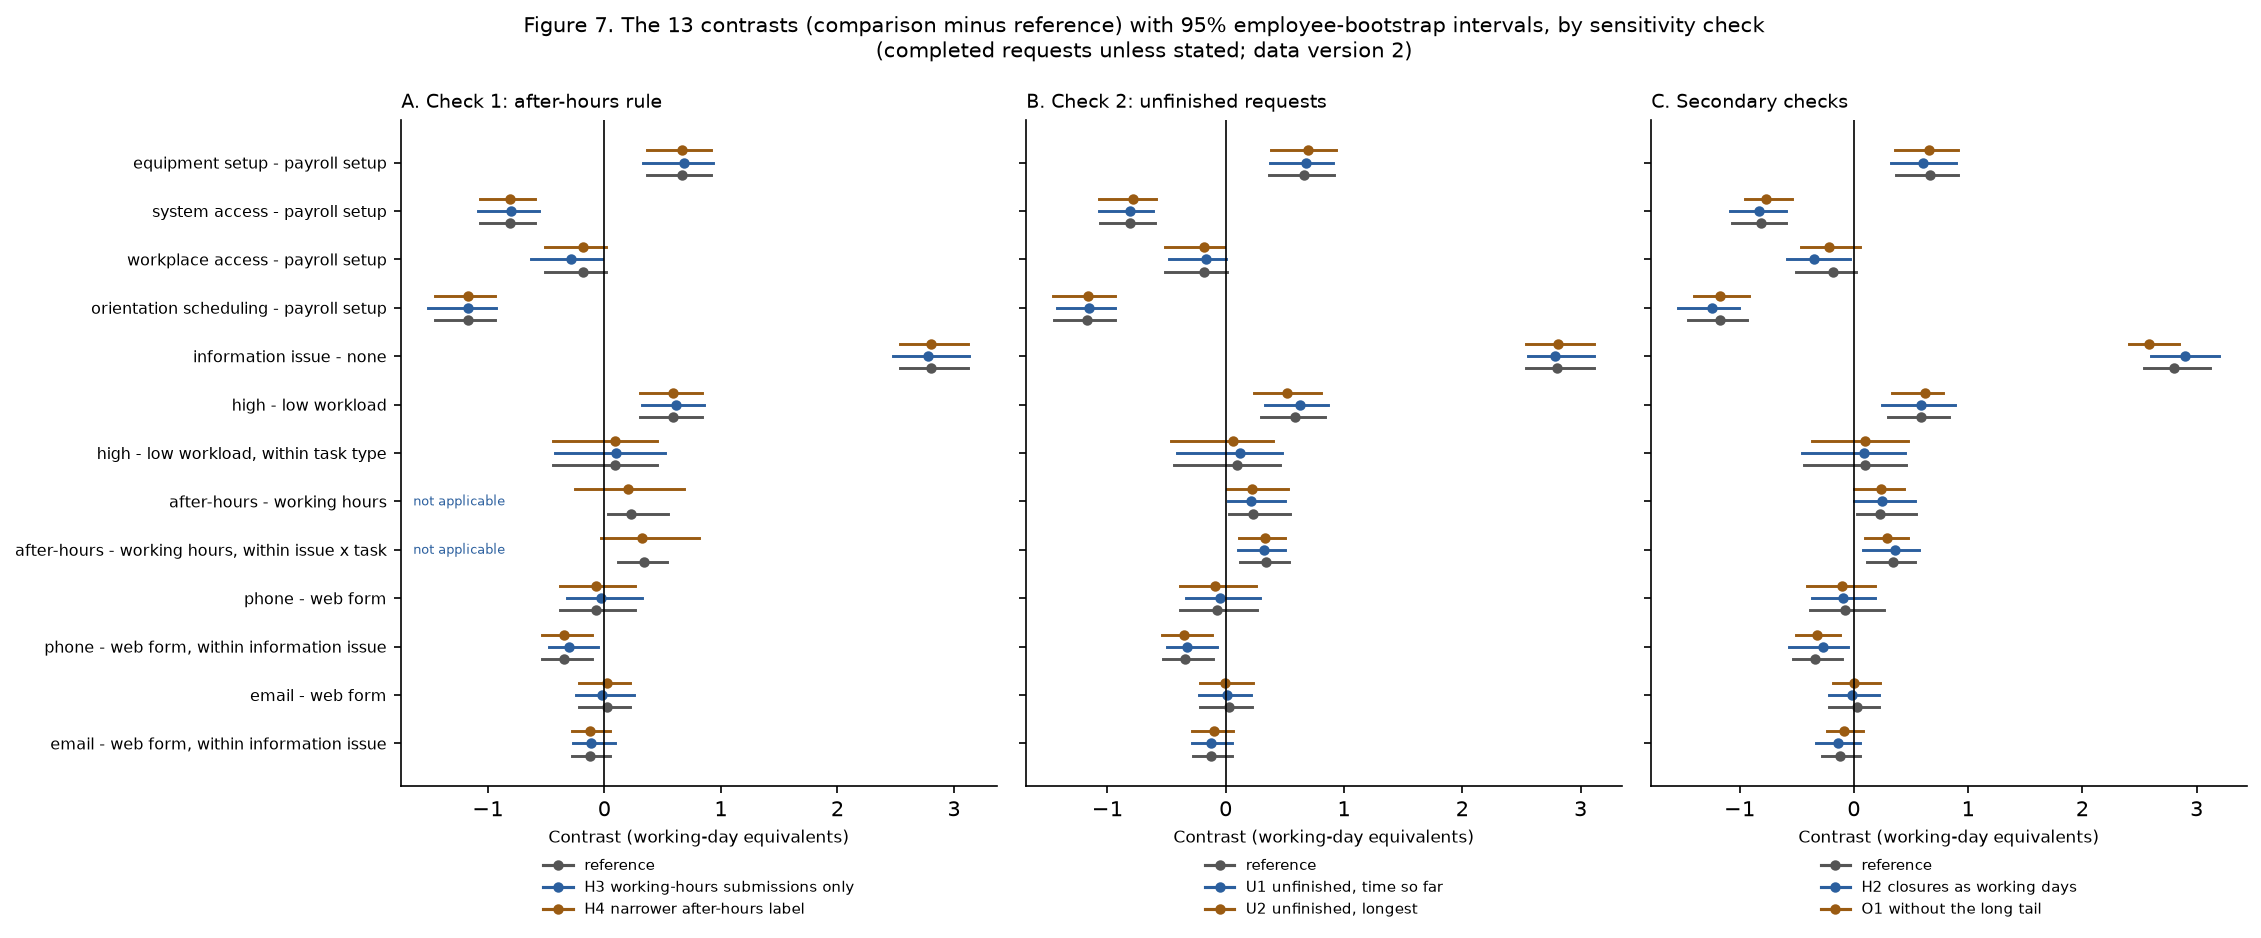 Figure 7. The 13 contrasts (comparison minus reference) with 95% employee-bootstrap intervals, by sensitivity check
(completed requests unless stated; data version 2)
A. Check 1: after-hours rule
B. Check 2: unfinished requests
C. Secondary checks
equipment setup - payroll setup
system access - payroll setup
workplace access - payroll setup
orientation scheduling - payroll setup
information issue - none
high - low workload
high - low workload, within task type
after-hours - working hours
not applicable
after-hours - working hours, within issue x task
not applicable
phone - web form
phone - web form, within information issue
email - web form
email - web form, within information issue
−1 0 1 2 3
−1 0 1 2 3
−1 0 1 2 3
Contrast (working-day equivalents)
Contrast (working-day equivalents)
Contrast (working-day equivalents)
reference
H3 working-hours submissions only
H4 narrower after-hours label
reference
U1 unfinished, time so far
U2 unfinished, longest
reference
H2 closures as working days
O1 without the long tail